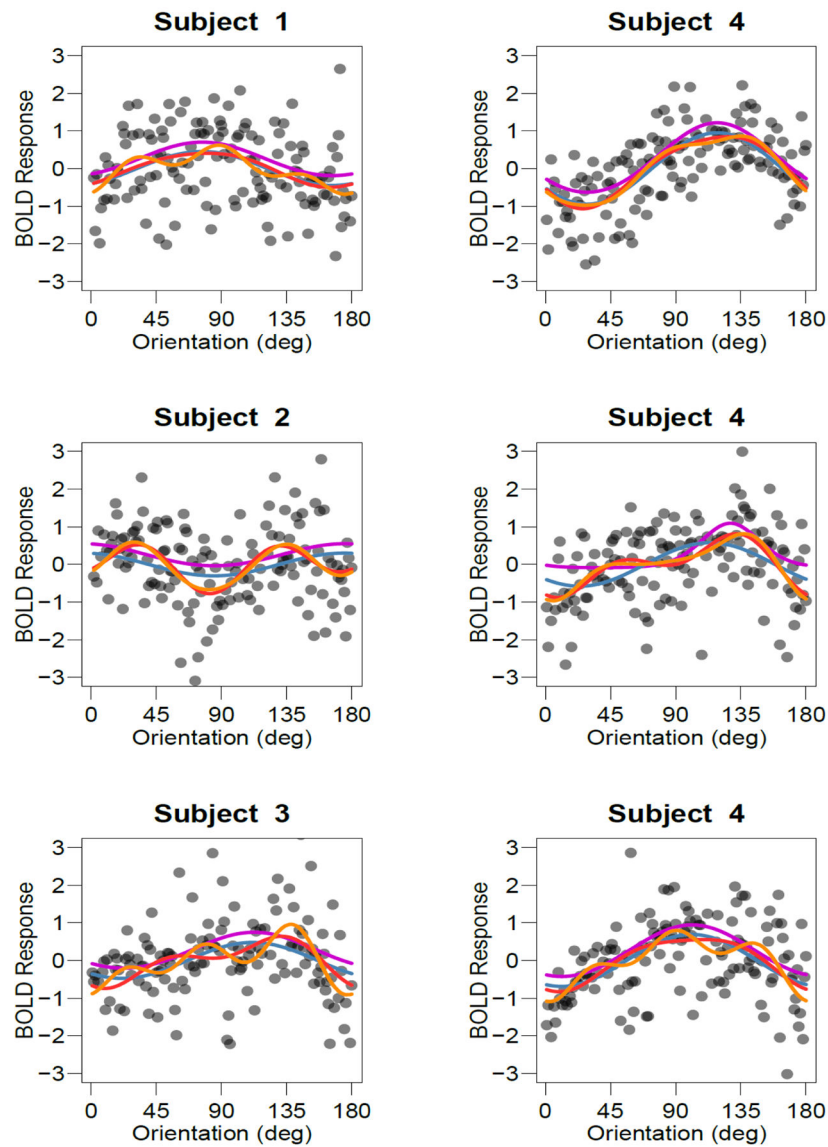 Subject 1
3
2
1
0
−1
−2
−3
BOLD Response
0 45 90 135 180
Orientation (deg)
Subject 4
3
2
1
0
−1
−2
−3
BOLD Response
0 45 90 135 180
Orientation (deg)
Subject 2
3
2
1
0
−1
−2
−3
BOLD Response
0 45 90 135 180
Orientation (deg)
Subject 4
3
2
1
0
−1
−2
−3
BOLD Response
0 45 90 135 180
Orientation (deg)
Subject 3
3
2
1
0
−1
−2
−3
BOLD Response
0 45 90 135 180
Orientation (deg)
Subject 4
3
2
1
0
−1
−2
−3
BOLD Response
0 45 90 135 180
Orientation (deg)